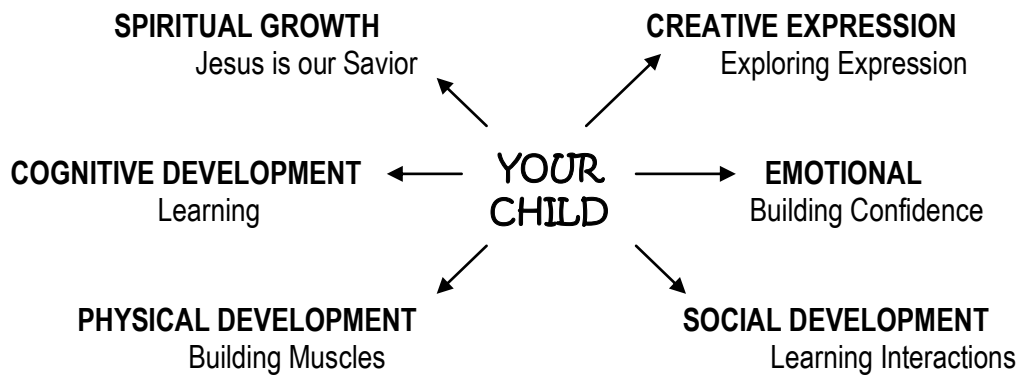 SPIRITUAL GROWTH
Jesus is our Savior
CREATIVE EXPRESSION
Exploring Expression
COGNITIVE DEVELOPMENT
Learning
YOUR
CHILD
EMOTIONAL
Building Confidence
PHYSICAL DEVELOPMENT
Building Muscles
SOCIAL DEVELOPMENT
Learning Interactions